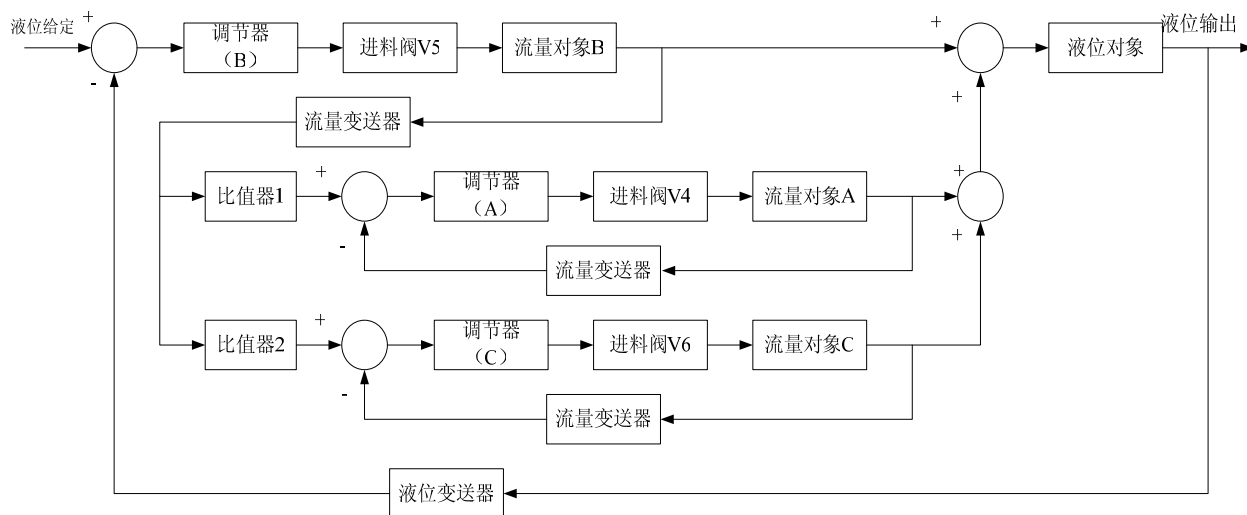 液位给定
+
-
调节器
（B）
进料阀V5
流量对象B
+
+
液位对象
液位输出
流量变送器
比值器1
+
-
调节器
（A）
进料阀V4
流量对象A
+
+
流量变送器
比值器2
+
-
调节器
（C）
进料阀V6
流量对象C
流量变送器
液位变送器